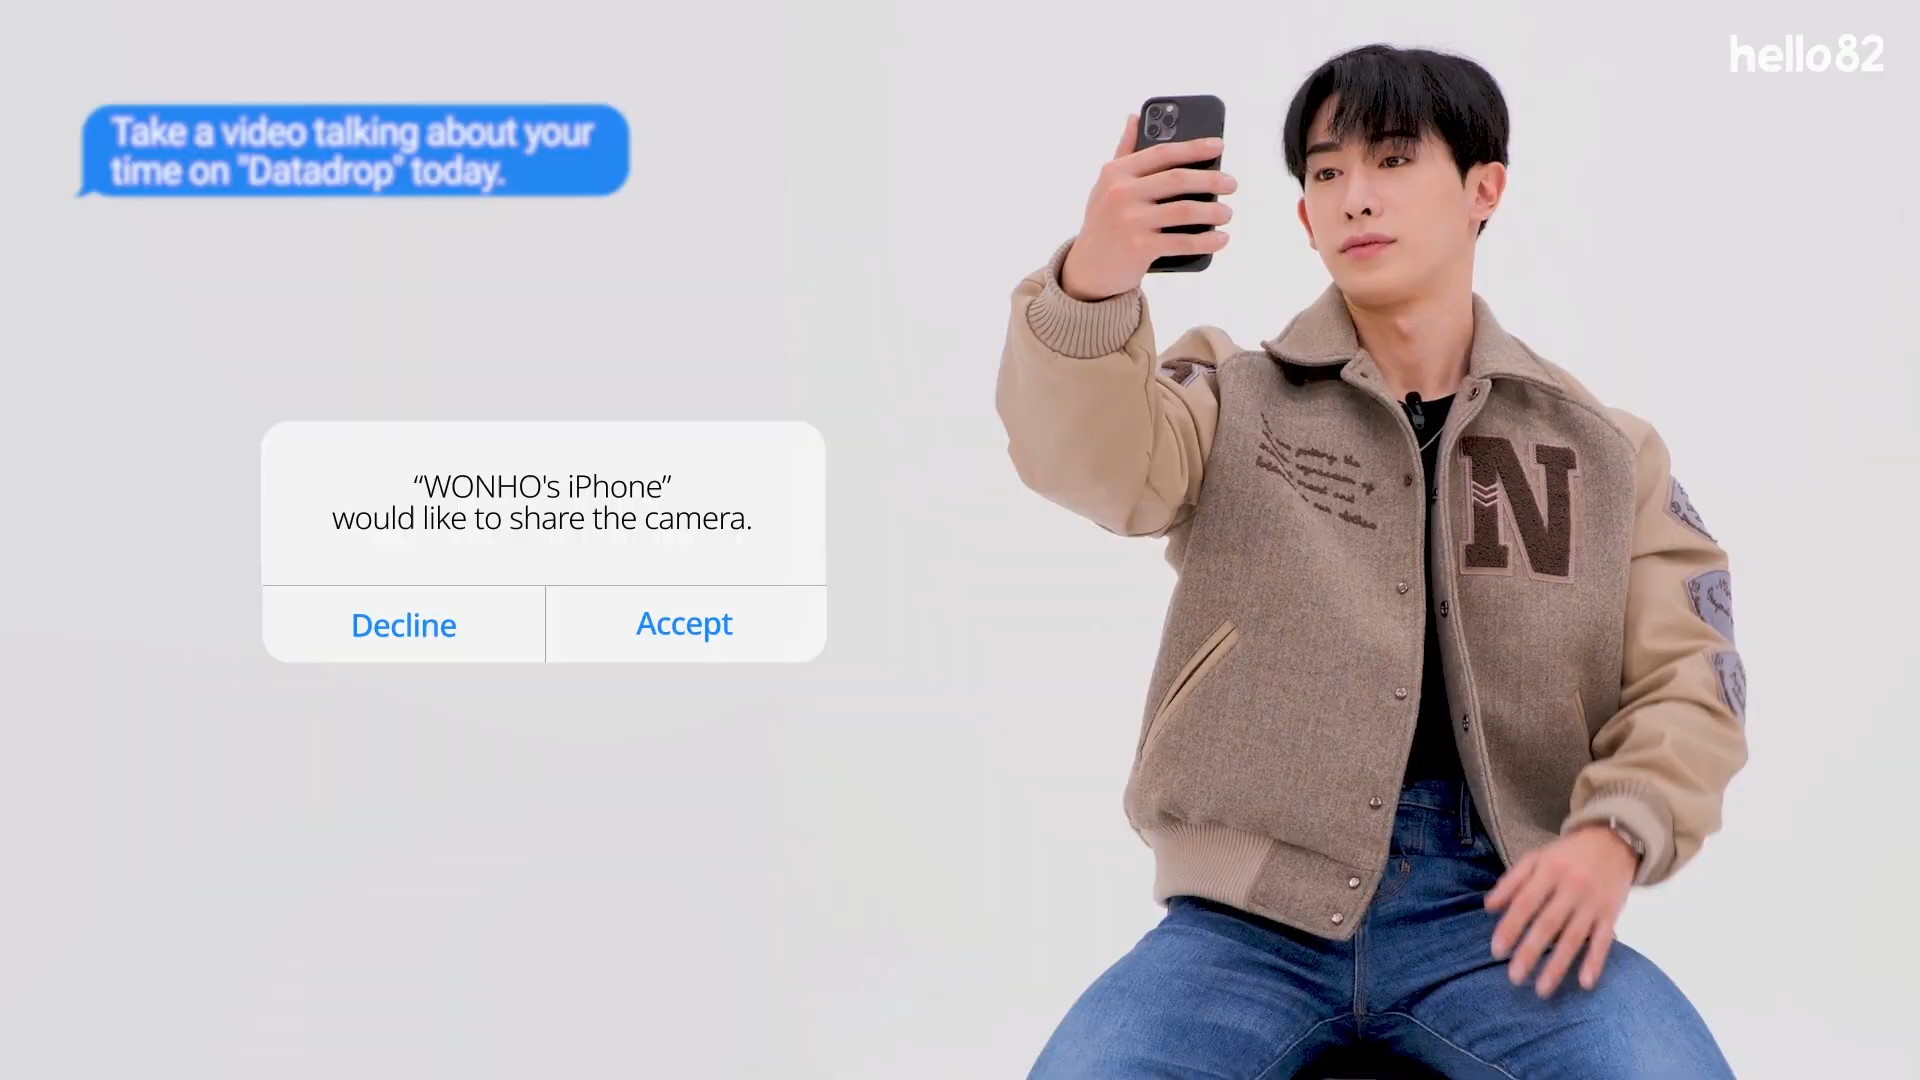 hello82
Take a video talking about your
time on "Datadrop" today.
“WONHO's iPhone”
would like to share the camera.
Decline
Accept
N